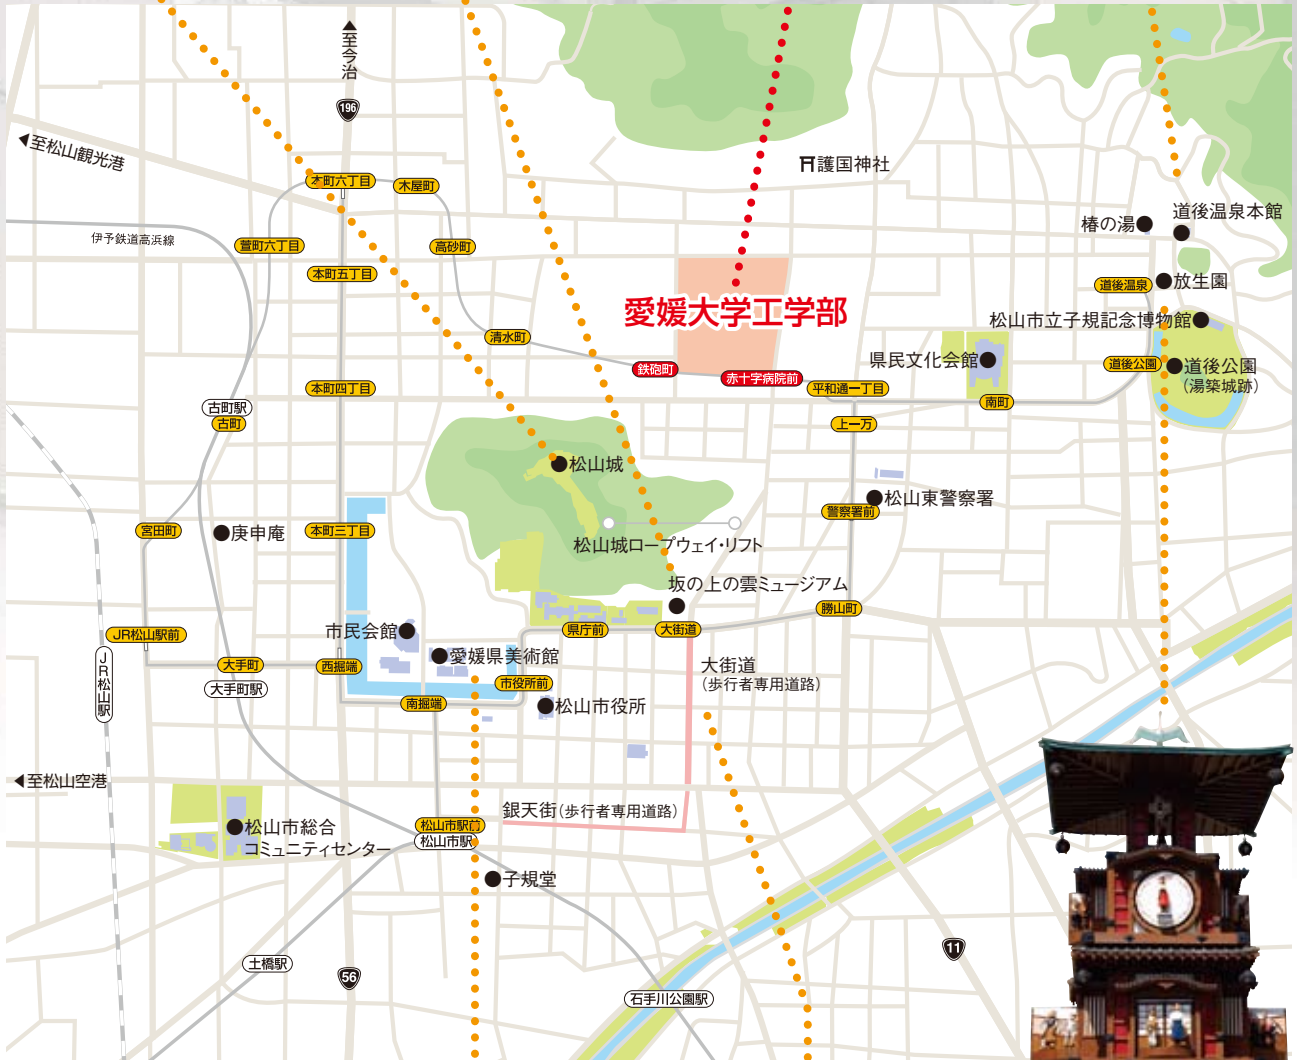 至今治
196
至松山観光港
護国神社
本町六丁目
木屋町
道後温泉本館
椿の湯
伊予鉄道高浜線
萱町六丁目
高砂町
本町五丁目
道後温泉
放生園
愛媛大学工学部
松山市立子規記念博物館
清水町
県民文化会館
道後公園
道後公園
(湯築城跡)
鉄砲町
赤十字病院前
平和通一丁目
本町四丁目
南町
古町駅
古町
上一万
松山城
松山東警察署
警察署前
宮田町
庚申庵
本町三丁目
松山城ロープウェイ・リフト
坂の上の雲ミュージアム
勝山町
市民会館
県庁前
大街道
JR松山駅前
愛媛県美術館
大手町
西堀端
大街道
(歩行者専用道路)
JR松山駅
大手町駅
市役所前
南堀端
松山市役所
至松山空港
銀天街(歩行者専用道路)
松山市総合
コミュニティセンター
松山市駅前
松山市駅
子規堂
11
土橋駅
56
石手川公園駅